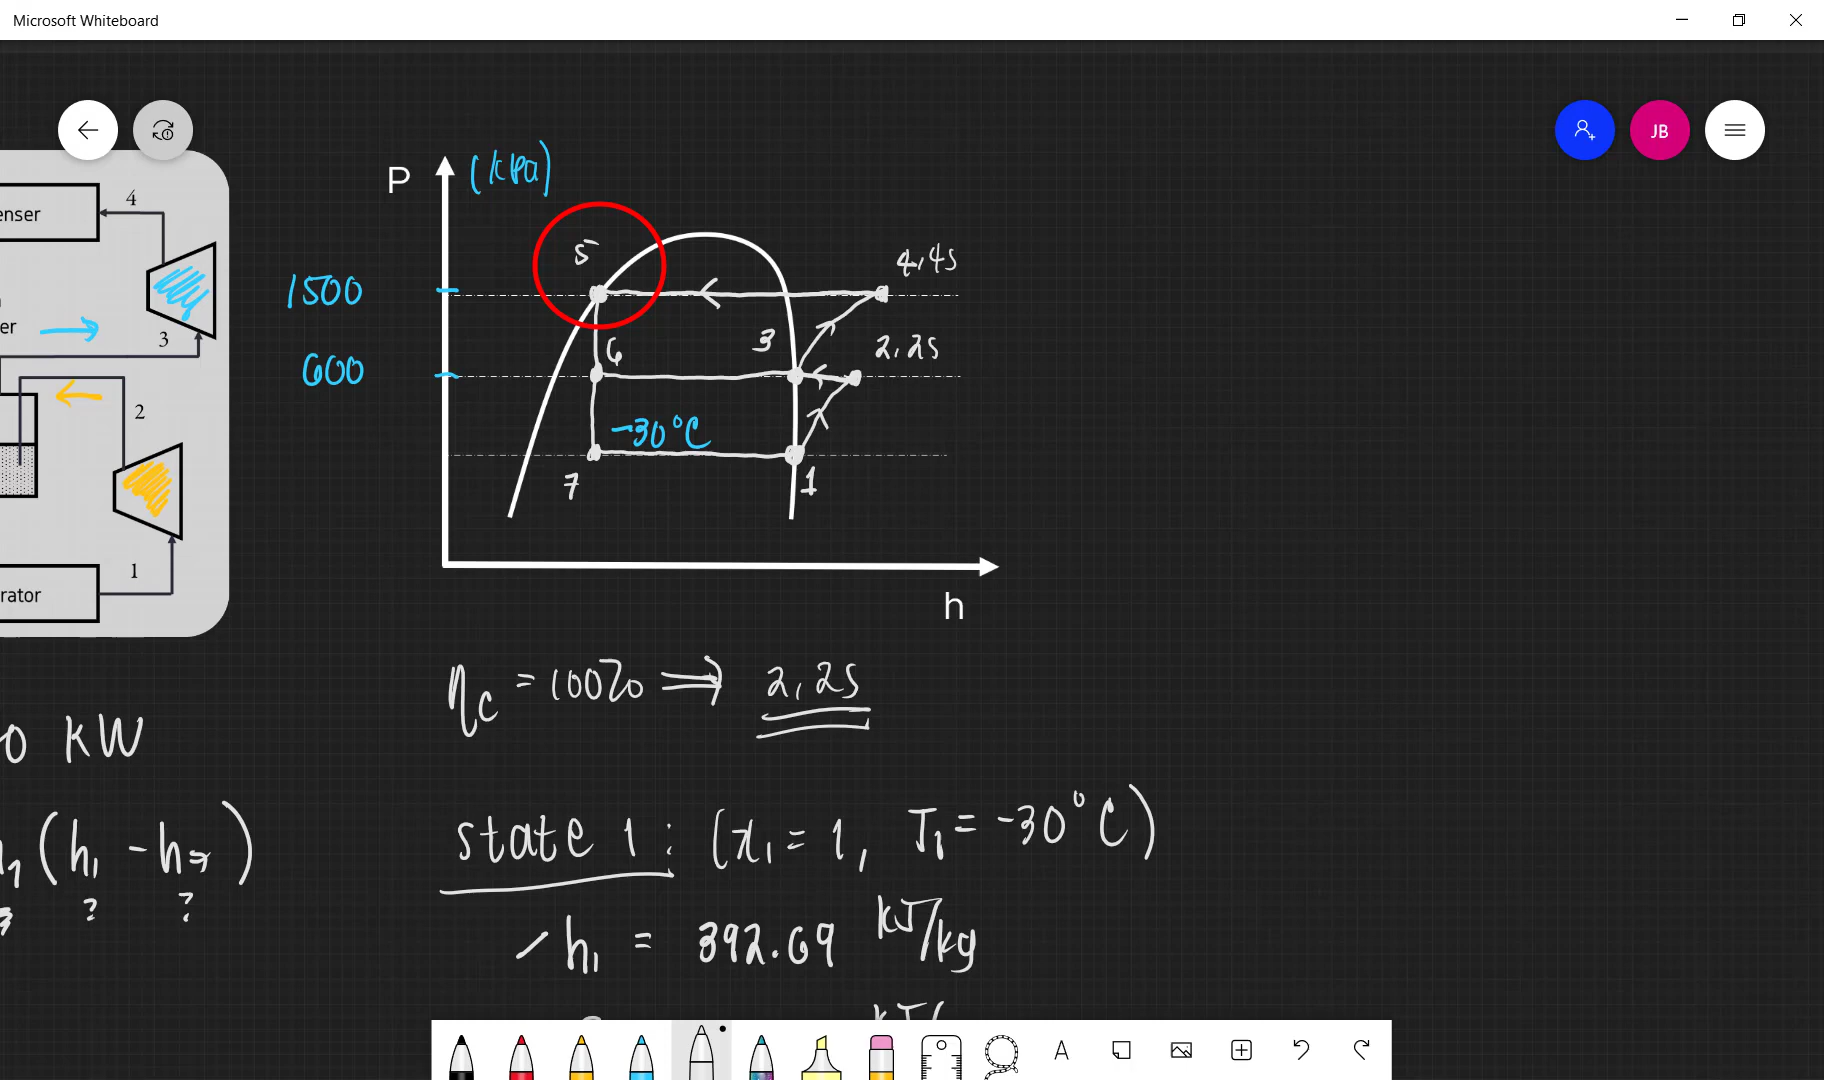 Microsoft Whiteboard
JB
P (kPa)
4
enser
5
4,4s
1500
er
3
6
3
2,2s
600
2
-30°C
7
1
1
rator
h
ηc = 100% ⇒ 2,2s
0 kW
state 1: (x1 = 1, T1 = -30°C)
(h1 - h7)
? ?
h1 = 392.69 kJ/kg
kJ/
A